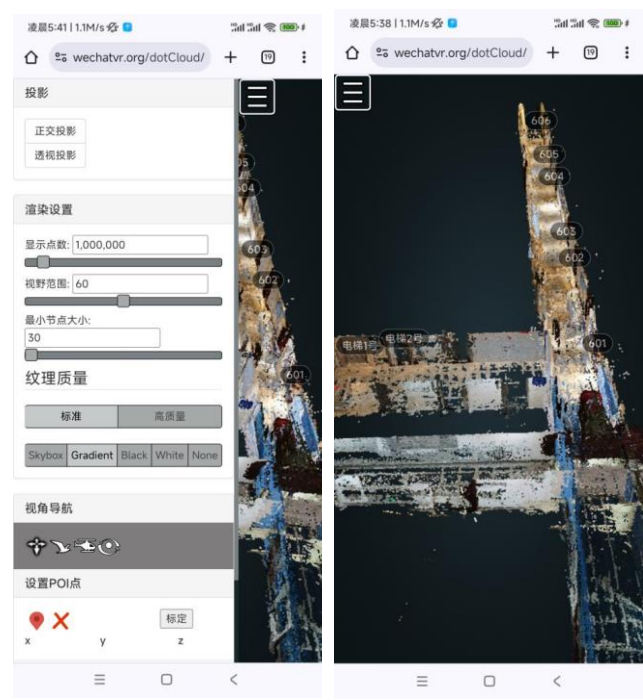 凌晨5:41 | 1.1M/s
100
wechatvr.org/dotCloud/
19
投影
正交投影
透视投影
渲染设置
显示点数: 1,000,000
视野范围: 60
最小节点大小:
30
纹理质量
标准 高质量
Skybox Gradient Black White None
视角导航
设置POI点
标定
x y z
05
04
603
602
601
凌晨5:38 | 1.1M/s
100
wechatvr.org/dotCloud/
19
606
605
604
603
602
601
电梯1号 电梯2号